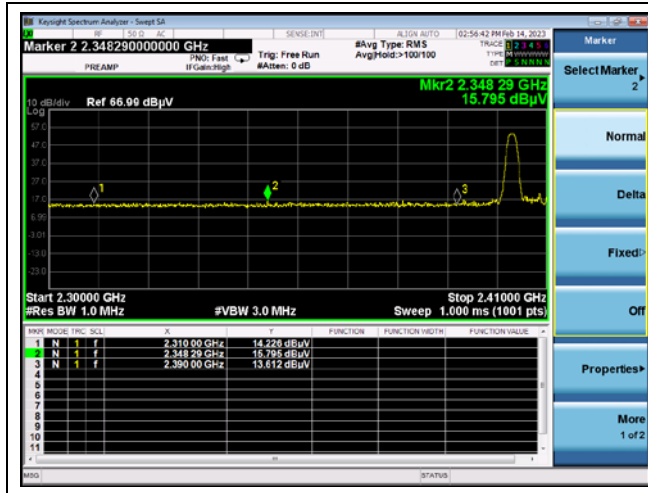 Keysight Spectrum Analyzer - Swept SA
RF 50 Ω AC SENSE:INT ALIGN AUTO 02:56:42 PM Feb 14, 2023
Marker 2 2.348290000000 GHz
PREAMP
PNO: Fast
IFGain:High
Trig: Free Run
#Atten: 0 dB
#Avg Type: RMS
Avg|Hold:>100/100
TRACE 1 2 3 4 5 6
TYPE MWWWWW
DET P S N N N N
Mkr2 2.348 29 GHz
15.795 dBµV
10 dB/div Ref 66.99 dBµV
Log
57.0
47.0
37.0
27.0
17.0
6.99
-3.01
-13.0
-23.0
1
2
3
Start 2.30000 GHz Stop 2.41000 GHz
#Res BW 1.0 MHz #VBW 3.0 MHz Sweep 1.000 ms (1001 pts)
MKR MODE TRC SCL X Y FUNCTION FUNCTION WIDTH FUNCTION VALUE
1 N 1 f 2.310 00 GHz 14.226 dBuV
2 N 1 f 2.348 29 GHz 15.795 dBuV
3 N 1 f 2.390 00 GHz 13.612 dBuV
4
5
6
7
8
9
10
11
MSG STATUS
Marker
Select Marker
2
Normal
Delta
Fixed
Off
Properties
More
1 of 2